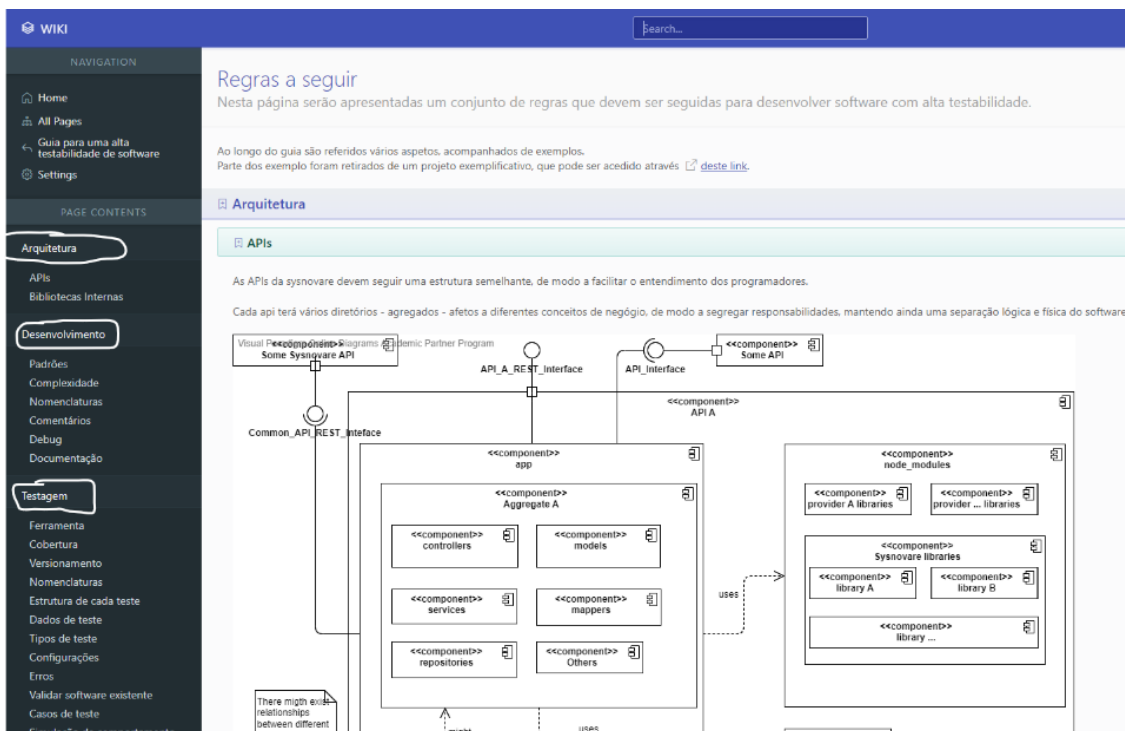 WIKI
Search...
NAVIGATION
Home
All Pages
Guia para uma alta
testabilidade de software
Settings
PAGE CONTENTS
Arquitetura
APIs
Bibliotecas Internas
Desenvolvimento
Padrões
Complexidade
Nomenclaturas
Comentários
Debug
Documentação
Testagem
Ferramenta
Cobertura
Versionamento
Nomenclaturas
Estrutura de cada teste
Dados de teste
Tipos de teste
Configurações
Erros
Validar software existente
Casos de teste
Regras a seguir
Nesta página serão apresentadas um conjunto de regras que devem ser seguidas para desenvolver software com alta testabilidade.
Ao longo do guia são referidos vários aspetos, acompanhados de exemplos.
Parte dos exemplo foram retirados de um projeto exemplificativo, que pode ser acedido através deste link.
Arquitetura
APIs
As APIs da sysnovare devem seguir uma estrutura semelhante, de modo a facilitar o entendimento dos programadores.
Cada api terá vários diretórios - agregados - afetos a diferentes conceitos de negógio, de modo a segregar responsabilidades, mantendo ainda uma separação lógica e física do software
Visual Diagrams Academic Partner Program
<<component>>
Some Sysnovare API
API_A_REST_Interface
API_Interface
<<component>>
Some API
Common_API_REST_Inteface
<<component>>
API A
<<component>>
app
<<component>>
Aggregate A
<<component>>
controllers
<<component>>
models
<<component>>
services
<<component>>
mappers
<<component>>
repositories
<<component>>
Others
uses
<<component>>
node_modules
<<component>>
provider A libraries
<<component>>
provider ... libraries
<<component>>
Sysnovare libraries
<<component>>
library A
<<component>>
library B
<<component>>
library ...
There migth exist
relationships
between different
might
uses